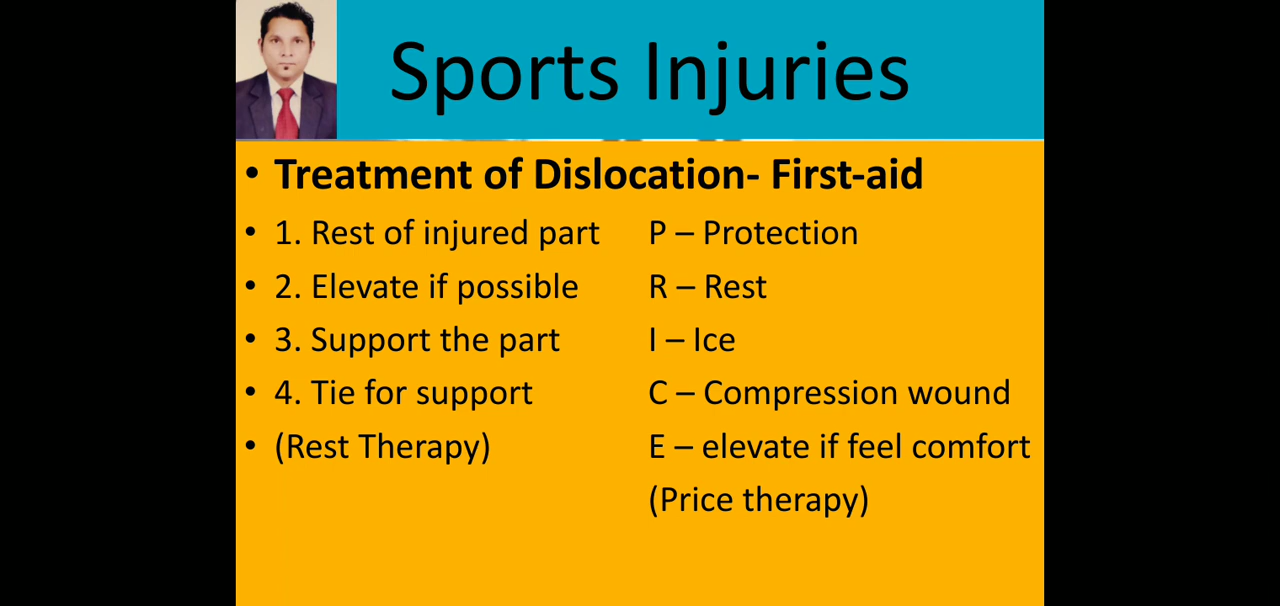 Sports Injuries
• Treatment of Dislocation- First-aid
• 1. Rest of injured part P – Protection
• 2. Elevate if possible R – Rest
• 3. Support the part I – Ice
• 4. Tie for support C – Compression wound
• (Rest Therapy) E – elevate if feel comfort
(Price therapy)